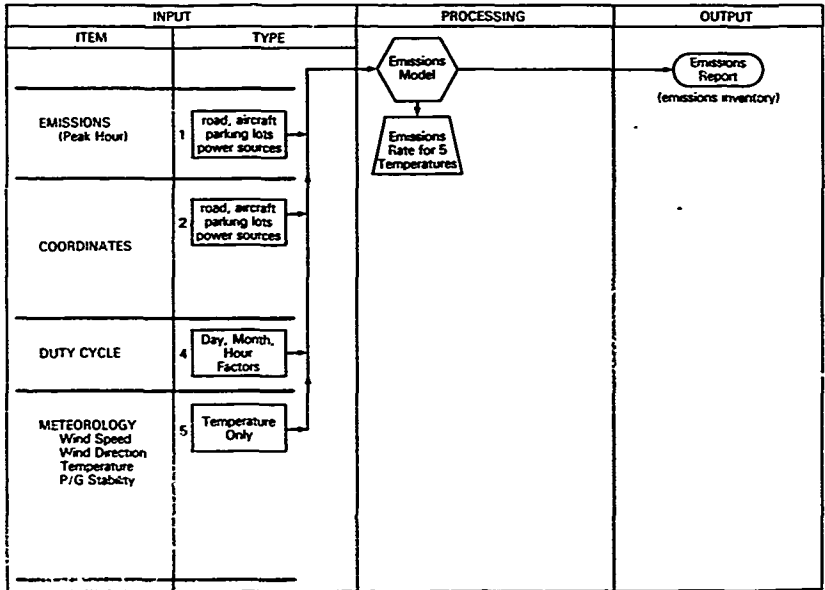 INPUT
PROCESSING
OUTPUT
ITEM
TYPE
EMISSIONS
(Peak Hour)
1
road, aircraft
parking lots
power sources
Emissions
Model
Emissions
Rate for 5
Temperatures
Emissions
Report
(emissions inventory)
COORDINATES
2
road, aircraft
parking lots
power sources
DUTY CYCLE
4
Day, Month,
Hour
Factors
METEOROLOGY
Wind Speed
Wind Direction
Temperature
P/G Stability
5
Temperature
Only